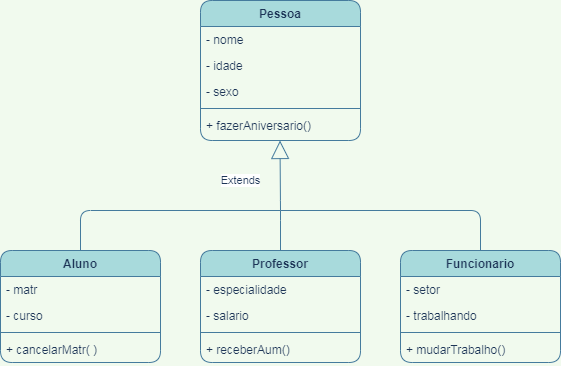 Pessoa
- nome
- idade
- sexo
+ fazerAniversario()
Extends
Aluno
- matr
- curso
+ cancelarMatr( )
Professor
- especialidade
- salario
+ receberAum()
Funcionario
- setor
- trabalhando
+ mudarTrabalho()